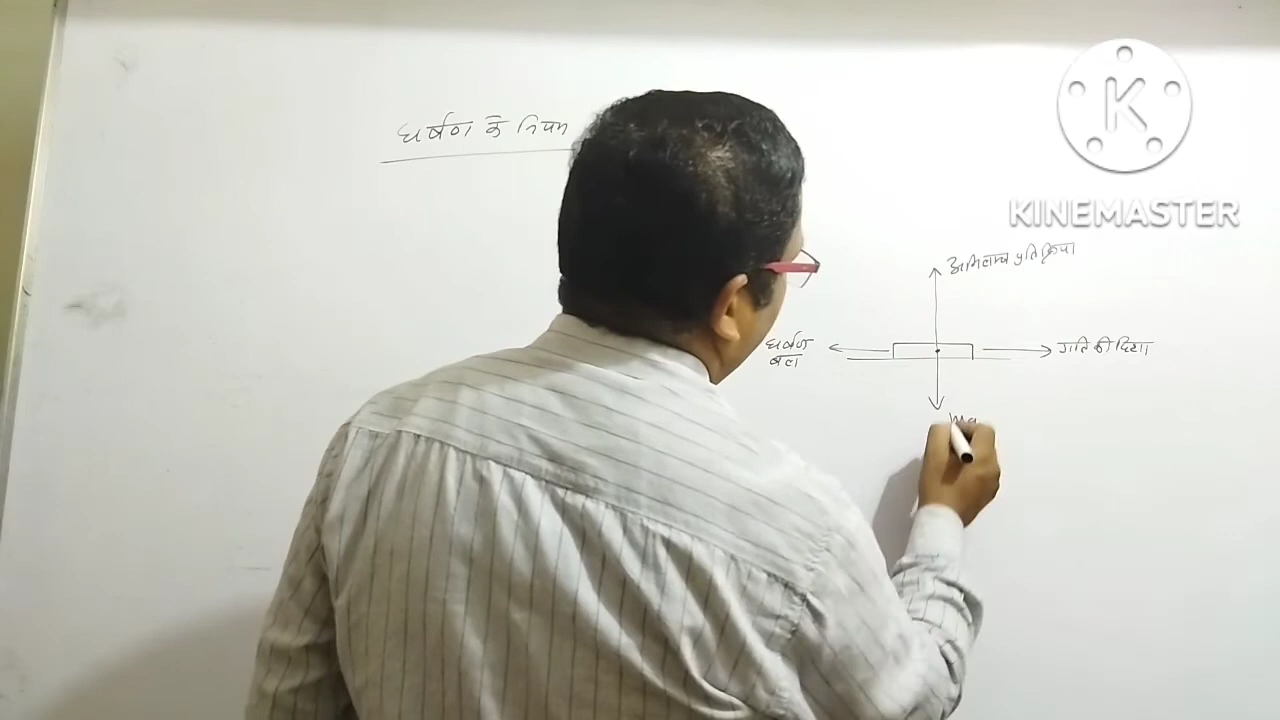 घर्षण के नियम
KINEMASTER
अभिलम्ब प्रतिक्रिया
घर्षण
बल
गति की दिशा
mg